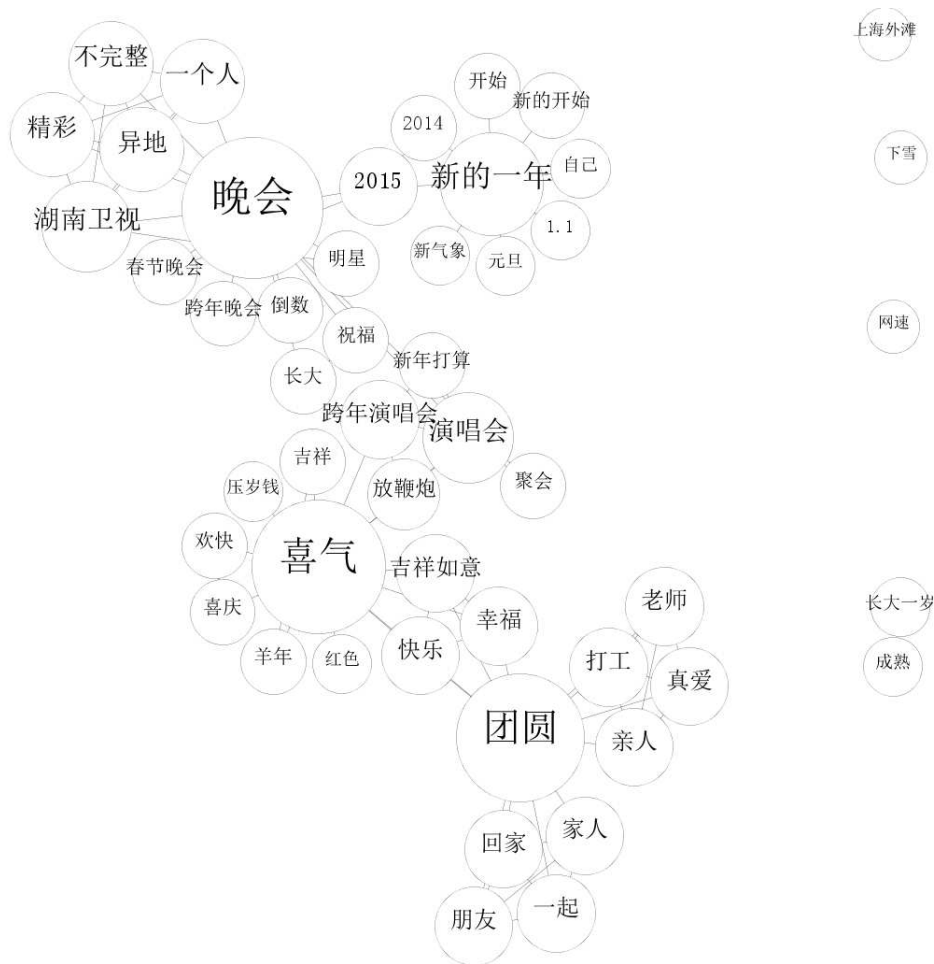 上海外滩
不完整
一个人
开始
新的开始
2014
精彩
异地
下雪
自己
新的一年
2015
晚会
湖南卫视
1.1
新气象
元旦
明星
春节晚会
跨年晚会
倒数
网速
祝福
新年打算
长大
跨年演唱会
演唱会
吉祥
聚会
压岁钱
放鞭炮
欢快
喜气
吉祥如意
喜庆
幸福
老师
长大一岁
快乐
羊年
红色
打工
成熟
真爱
团圆
亲人
家人
回家
一起
朋友